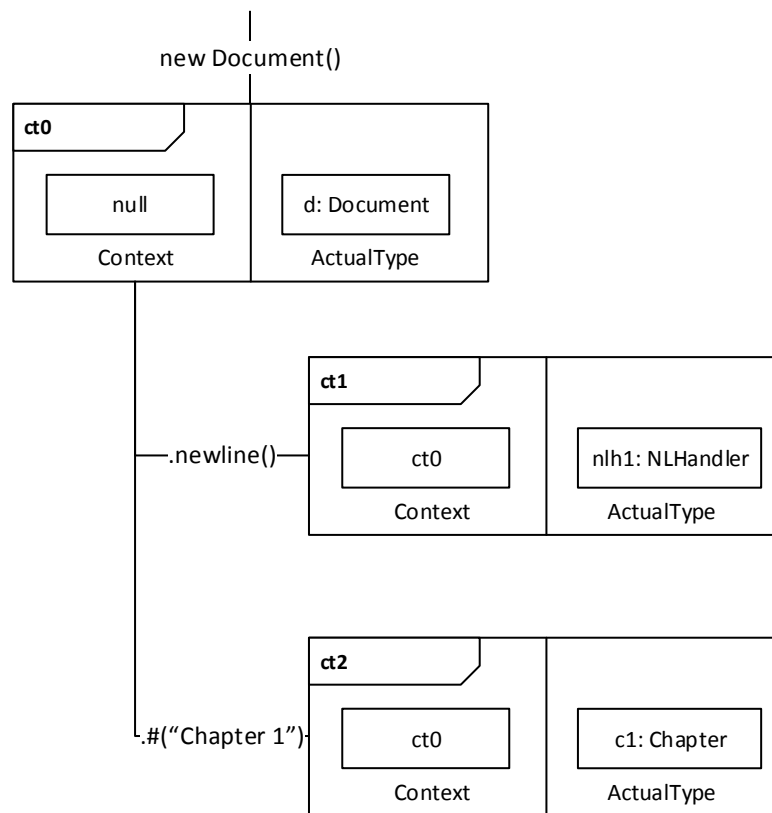 new Document()
ct0
null
d: Document
Context
ActualType
ct1
.newline()
ct0
nlh1: NLHandler
Context
ActualType
ct2
.#(“Chapter 1”)
ct0
c1: Chapter
Context
ActualType